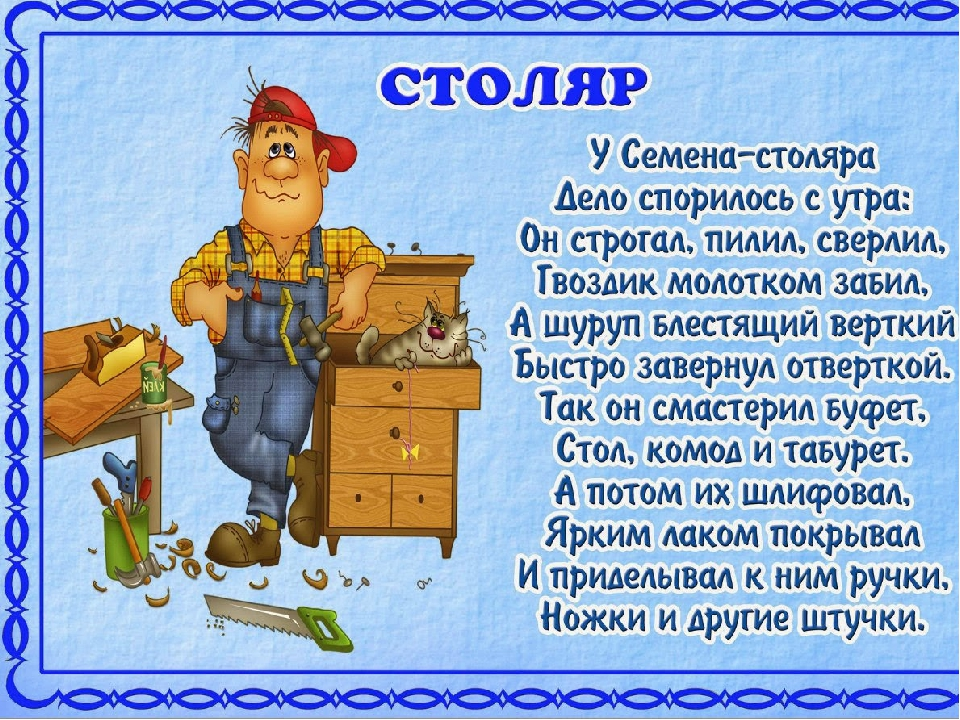 СТОЛЯР
У Семена-столяра
Дело спорилось с утра:
Он строгал, пилил, сверлил,
Гвоздик молотком забил,
А шуруп блестящий верткий
Быстро завернул отверткой.
Так он смастерил буфет,
Стол, комод и табурет.
А потом их шлифовал,
Ярким лаком покрывал
И приделывал к ним ручки,
Ножки и другие штучки.
КЛЕЙ